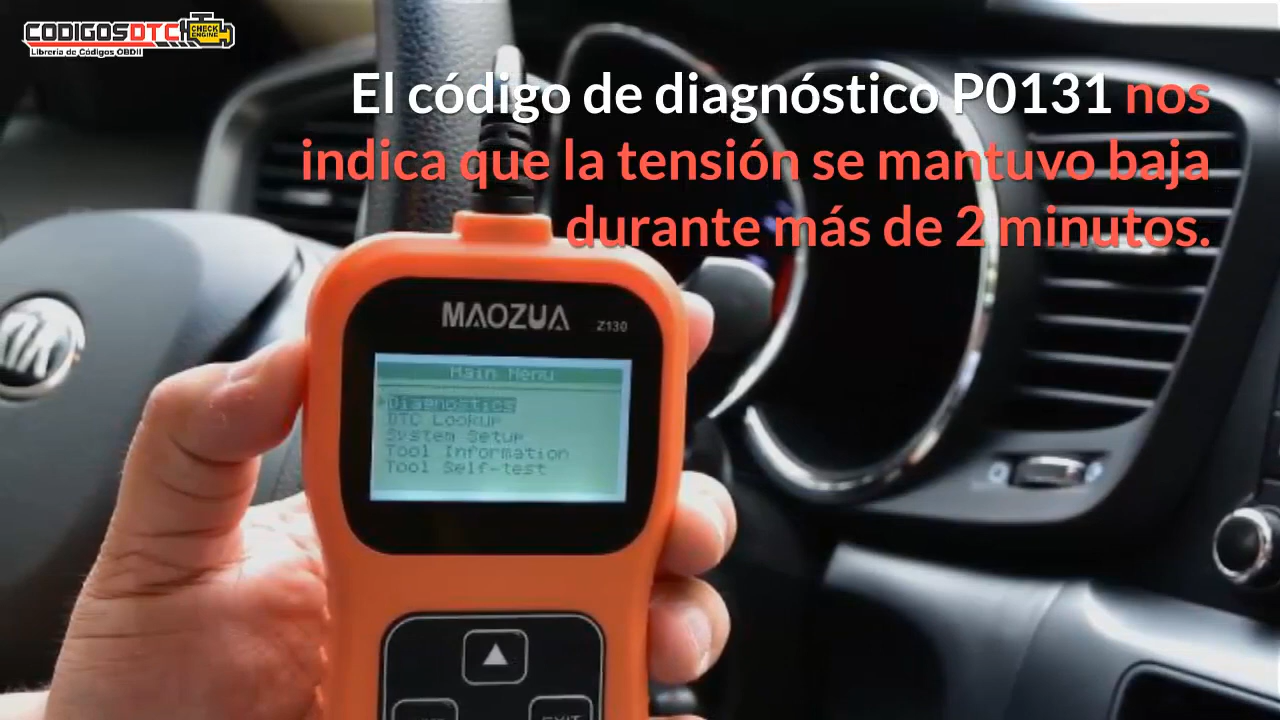 CODIGOSDTC
CHECK
ENGINE
Librería de Códigos OBDII
El código de diagnóstico P0131 nos
indica que la tensión se mantuvo baja
durante más de 2 minutos.
MAOZUA Z130
Main Menu
Diagnostics
DTC Lookup
System Setup
Tool Information
Tool Self-test
EXIT